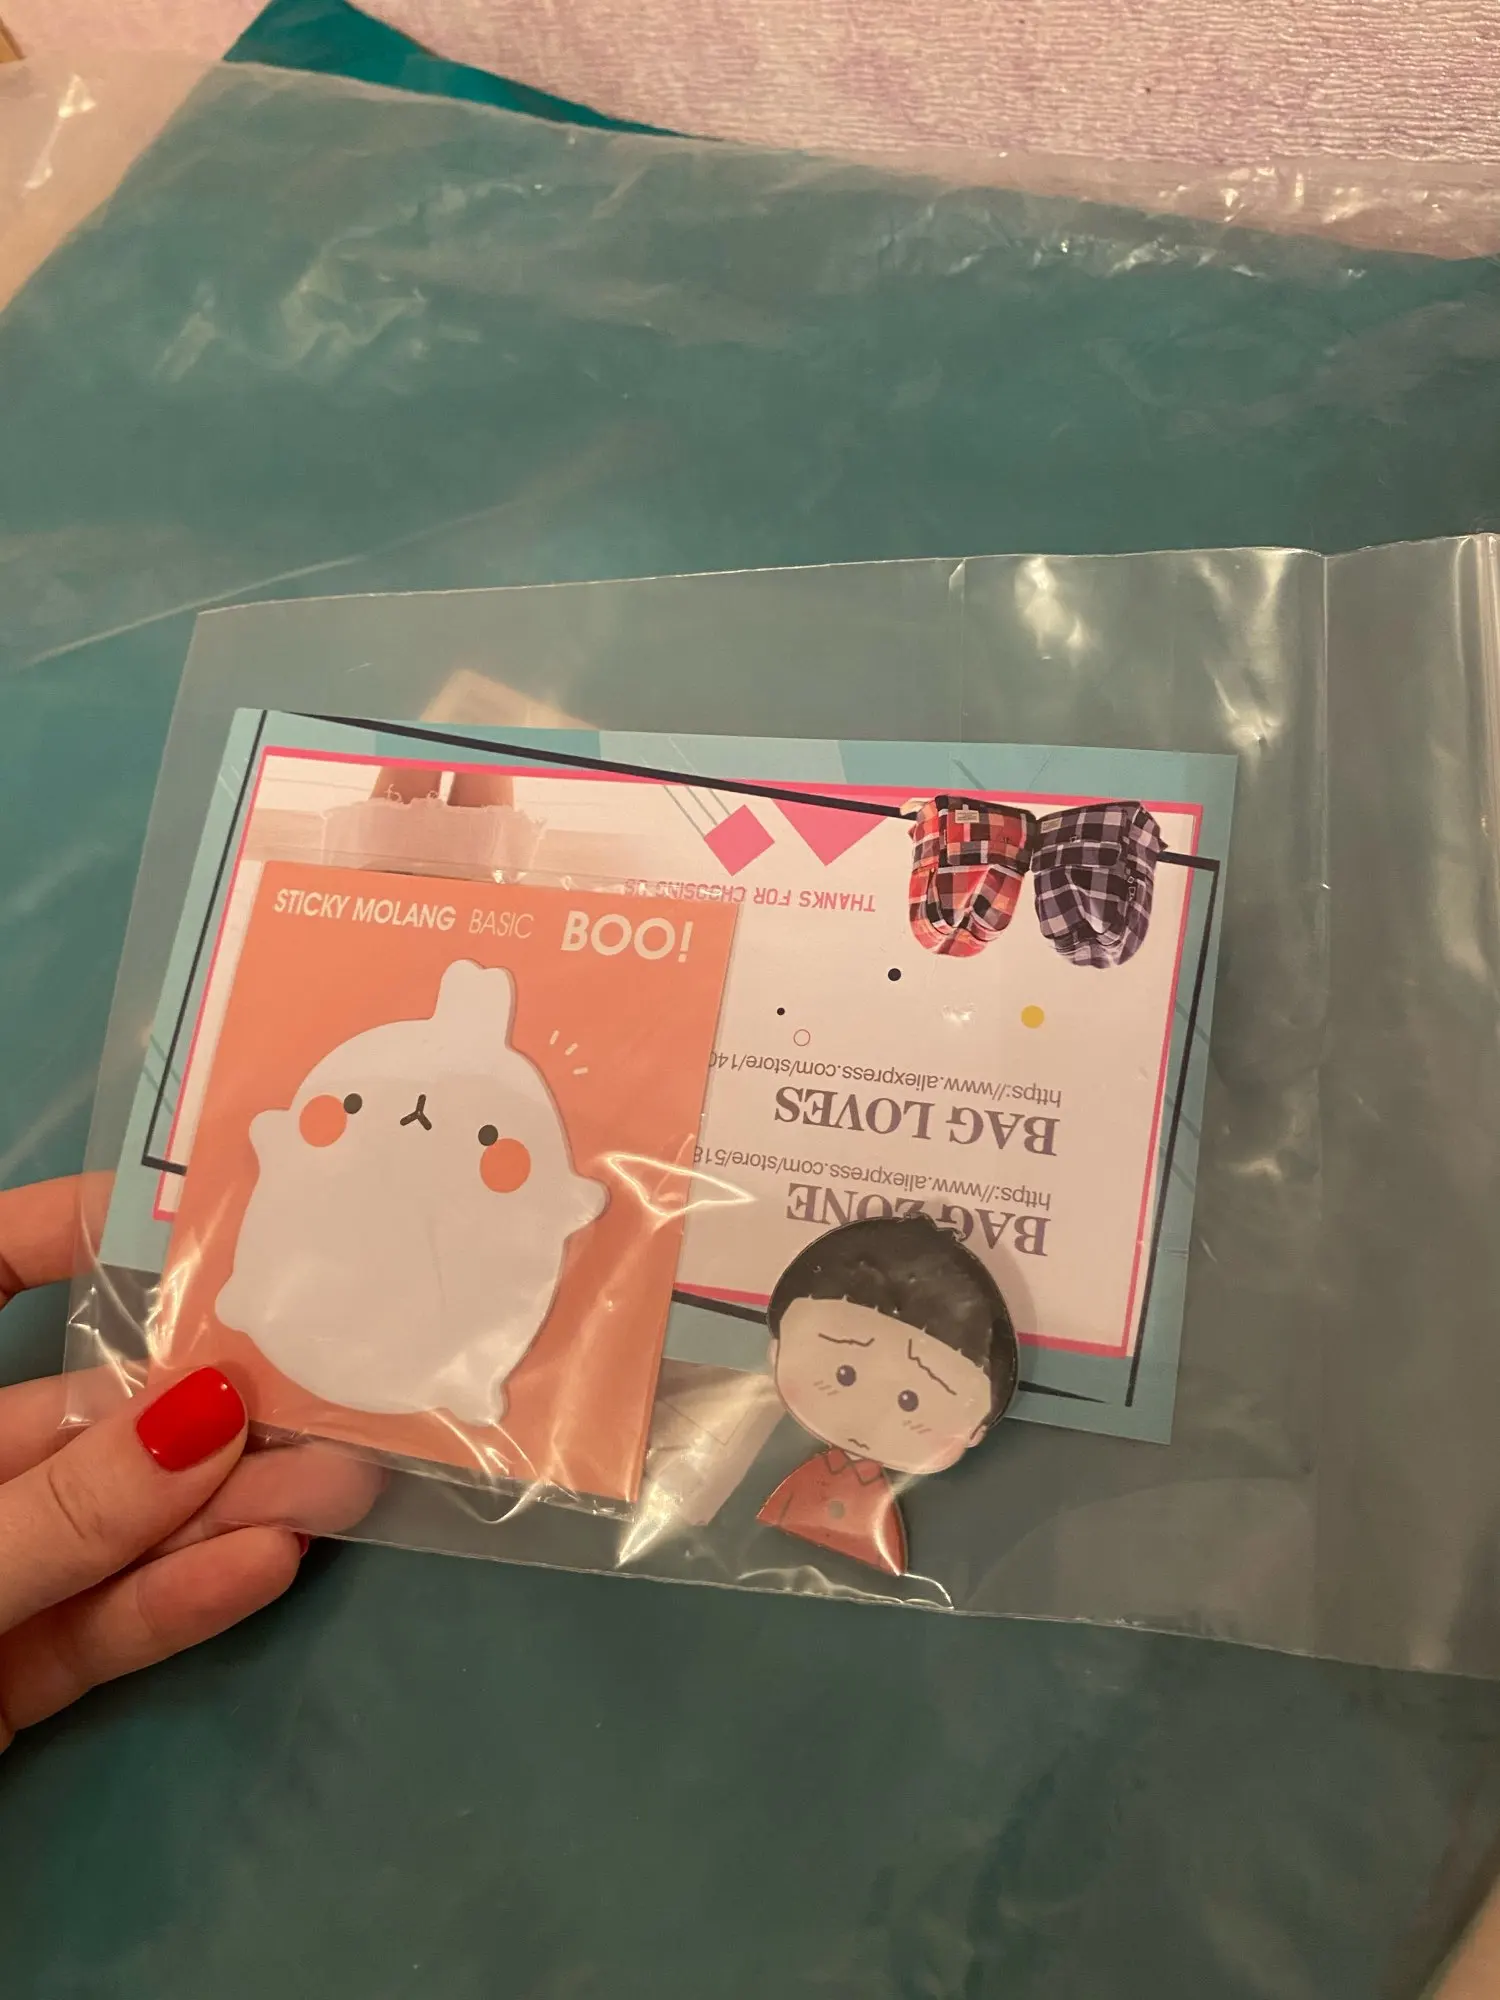 STICKY MOLANG BASIC BOO!
THANKS FOR CHOOSING US
https://www.aliexpress.com/store/140
BAG LOVES
https://www.aliexpress.com/store/518
BAG ZONE